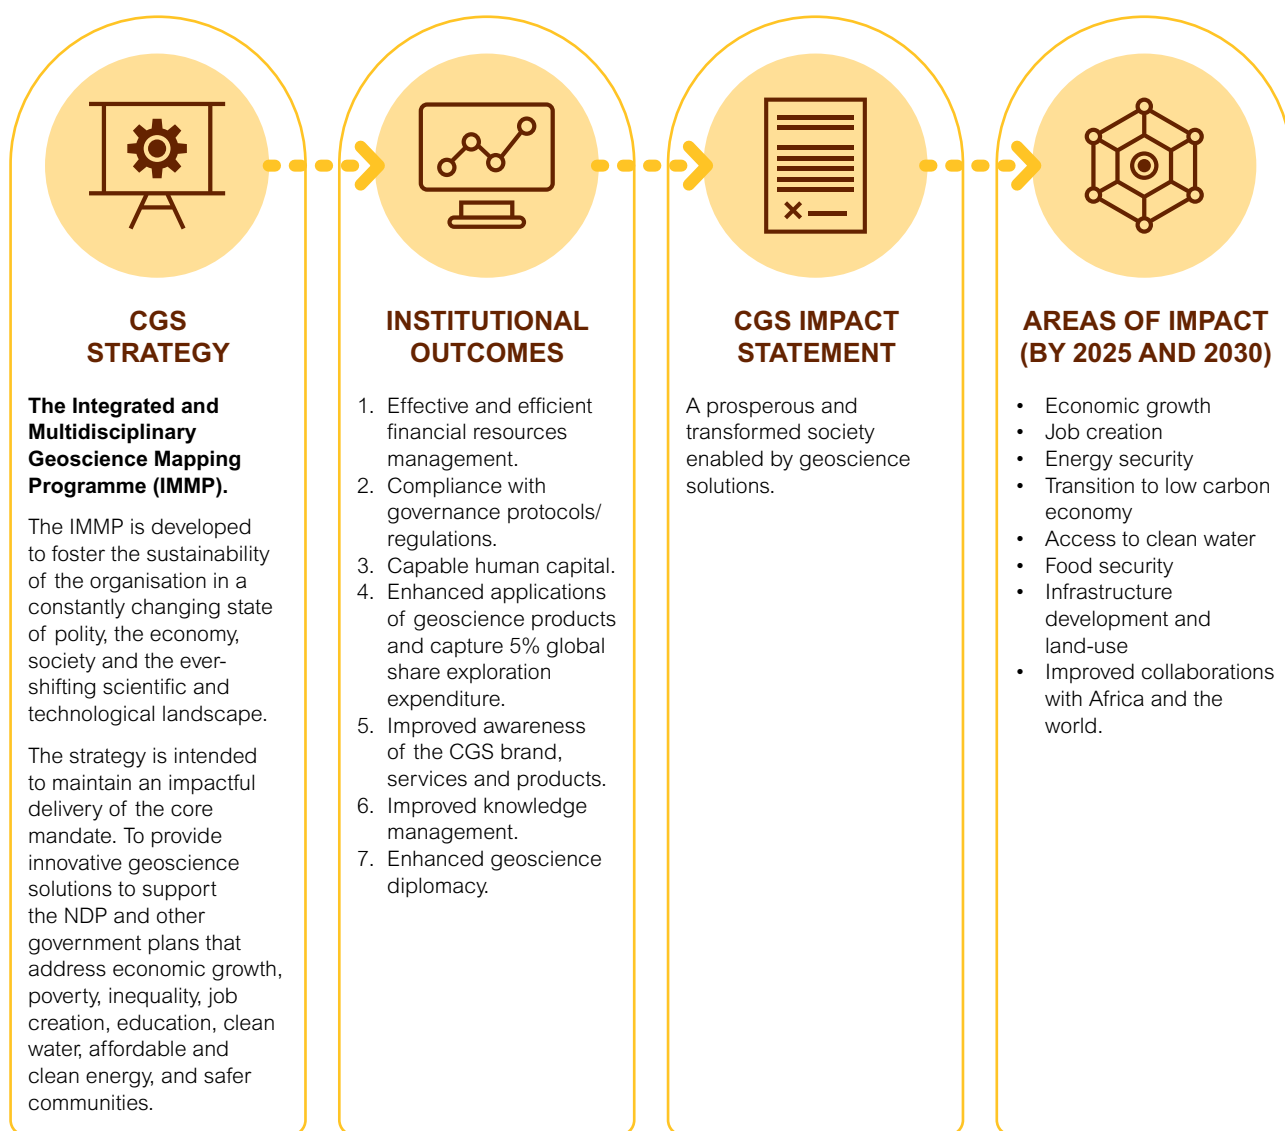 CGS
STRATEGY
The Integrated and
Multidisciplinary
Geoscience Mapping
Programme (IMMP).
The IMMP is developed
to foster the sustainability
of the organisation in a
constantly changing state
of polity, the economy,
society and the ever-
shifting scientific and
technological landscape.
The strategy is intended
to maintain an impactful
delivery of the core
mandate. To provide
innovative geoscience
solutions to support
the NDP and other
government plans that
address economic growth,
poverty, inequality, job
creation, education, clean
water, affordable and
clean energy, and safer
communities.
INSTITUTIONAL
OUTCOMES
1. Effective and efficient
financial resources
management.
2. Compliance with
governance protocols/
regulations.
3. Capable human capital.
4. Enhanced applications
of geoscience products
and capture 5% global
share exploration
expenditure.
5. Improved awareness
of the CGS brand,
services and products.
6. Improved knowledge
management.
7. Enhanced geoscience
diplomacy.
CGS IMPACT
STATEMENT
A prosperous and
transformed society
enabled by geoscience
solutions.
AREAS OF IMPACT
(BY 2025 AND 2030)
• Economic growth
• Job creation
• Energy security
• Transition to low carbon
economy
• Access to clean water
• Food security
• Infrastructure
development and
land-use
• Improved collaborations
with Africa and the
world.